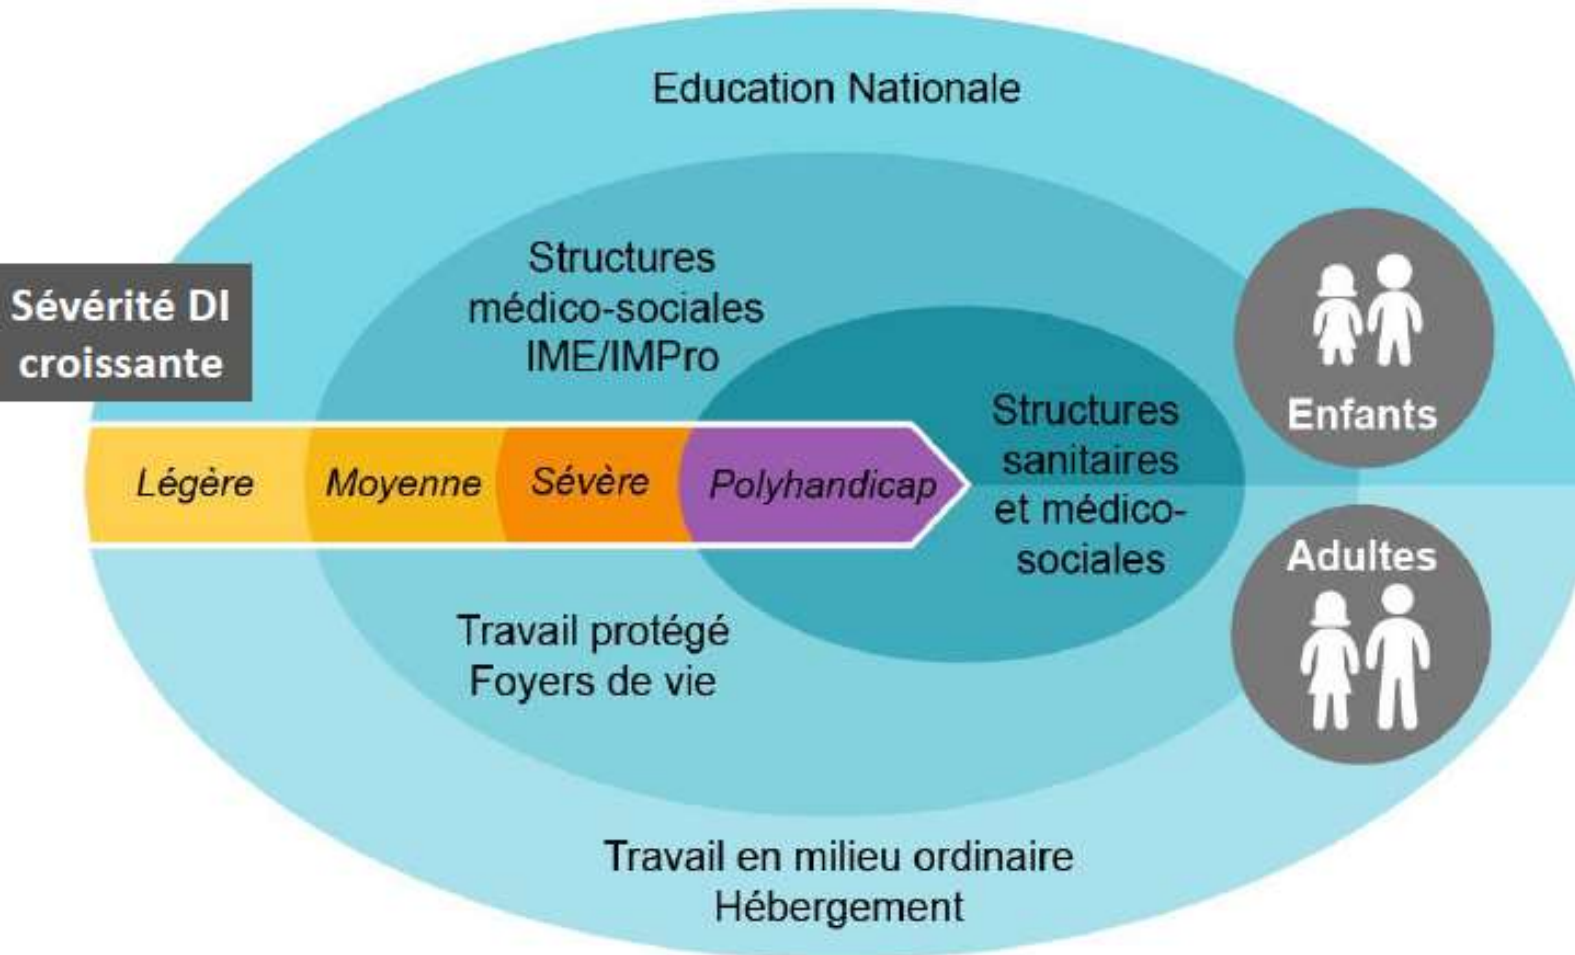 Education Nationale
Structures
médico-sociales
IME/IMPro
Sévérité DI
croissante
Enfants
Légère
Moyenne
Sévère
Polyhandicap
Structures
sanitaires
et médico-
sociales
Adultes
Travail protégé
Foyers de vie
Travail en milieu ordinaire
Hébergement